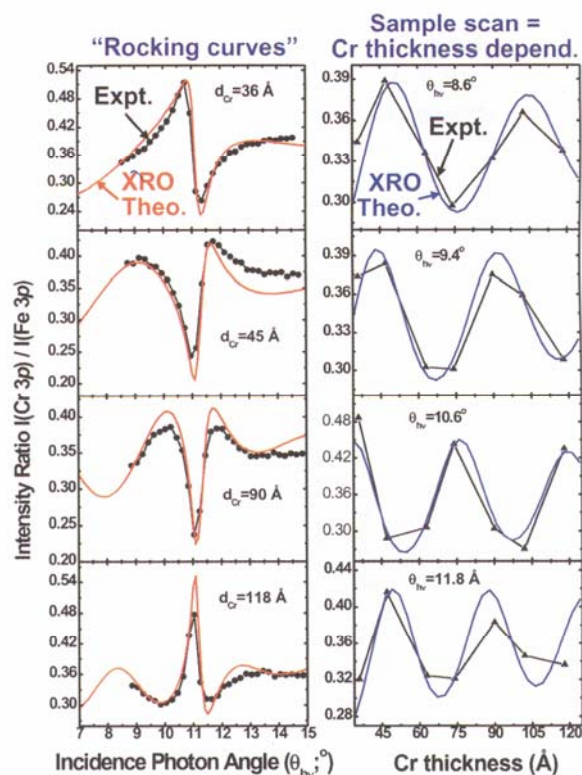 “Rocking curves”
Sample scan =
Cr thickness depend.
Intensity Ratio I(Cr 3p) / I(Fe 3p)
0.54
0.48
0.42
0.36
0.30
0.24
Expt.
d_Cr=36 Å
XRO
Theo.
0.40
0.35
0.30
0.25
0.20
d_Cr=45 Å
0.40
0.35
0.30
0.25
0.20
d_Cr=90 Å
0.54
0.48
0.42
0.36
0.30
d_Cr=118 Å
7 8 9 10 11 12 13 14 15
Incidence Photon Angle (θ_hν;°)
0.39
0.36
0.33
0.30
θ_hν=8.6°
Expt.
XRO
Theo.
0.39
0.36
0.33
0.30
θ_hν=9.4°
0.48
0.42
0.36
0.30
θ_hν=10.6°
0.44
0.40
0.36
0.32
0.28
θ_hν=11.8 Å
45 60 75 90 105 120
Cr thickness (Å)